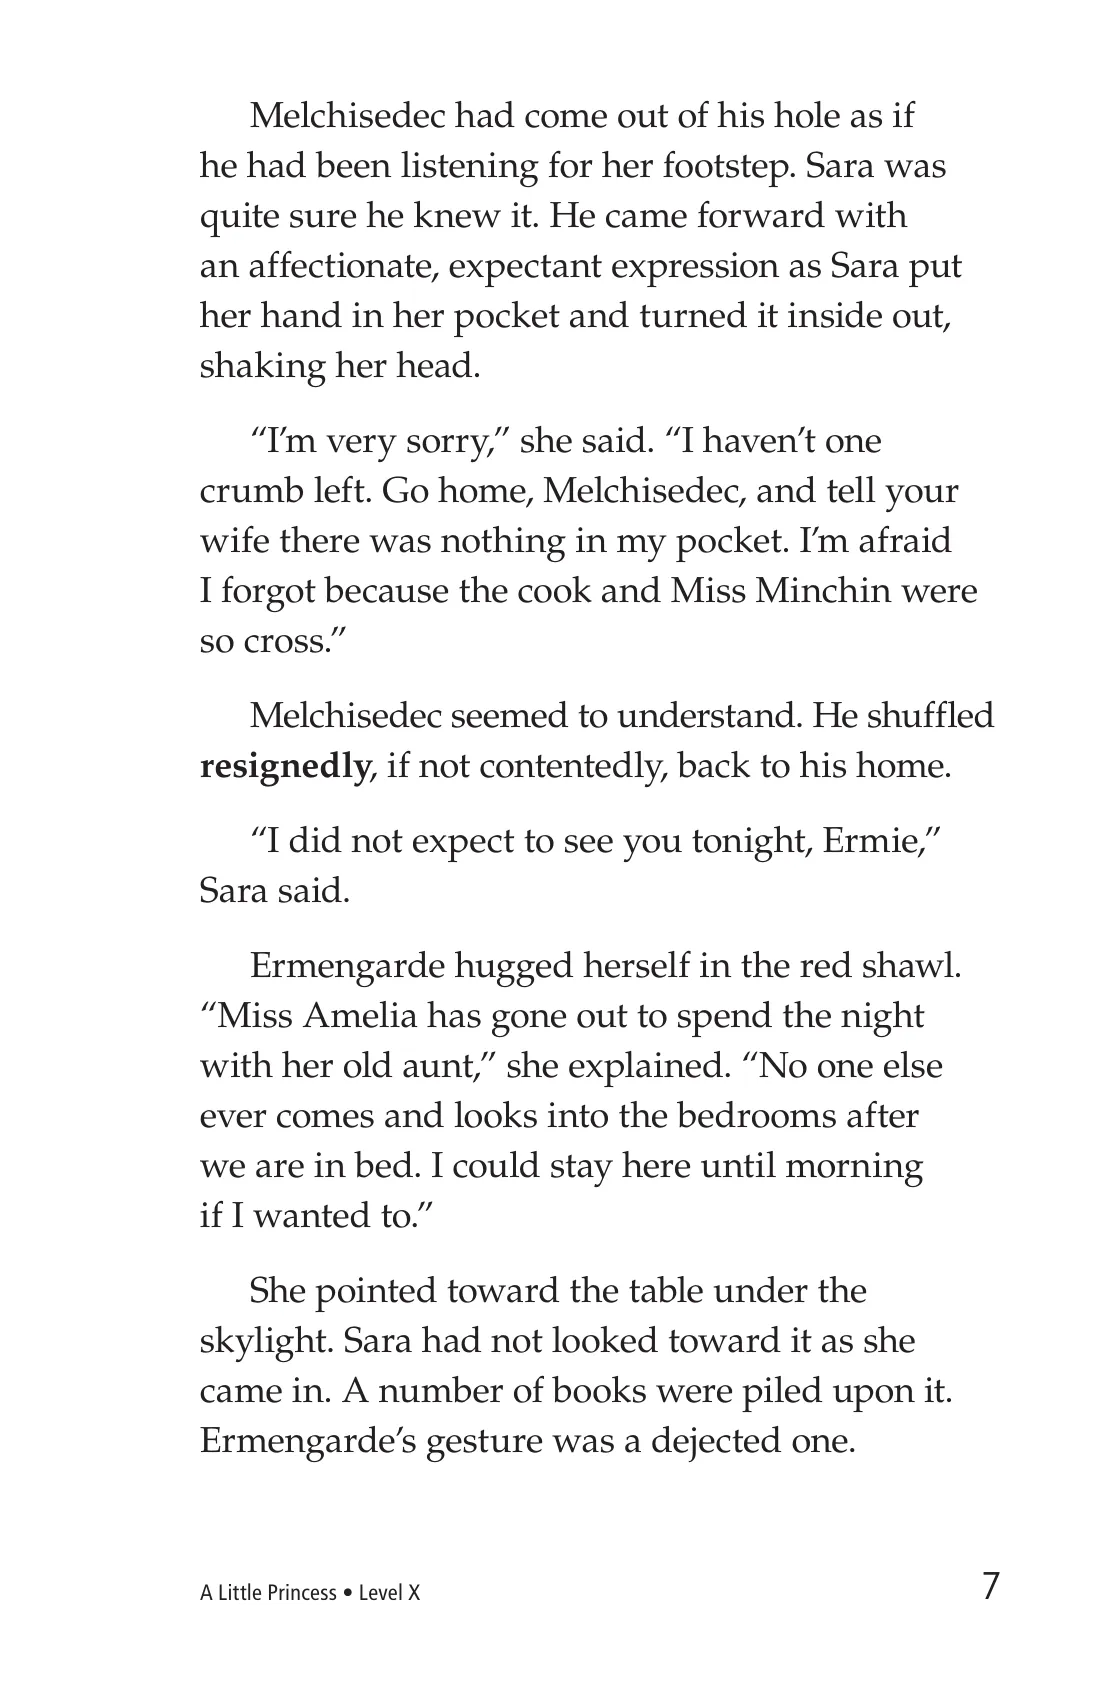 Melchisedec had come out of his hole as if
he had been listening for her footstep. Sara was
quite sure he knew it. He came forward with
an affectionate, expectant expression as Sara put
her hand in her pocket and turned it inside out,
shaking her head.
“I’m very sorry,” she said. “I haven’t one
crumb left. Go home, Melchisedec, and tell your
wife there was nothing in my pocket. I’m afraid
I forgot because the cook and Miss Minchin were
so cross.”
Melchisedec seemed to understand. He shuffled
resignedly, if not contentedly, back to his home.
“I did not expect to see you tonight, Ermie,”
Sara said.
Ermengarde hugged herself in the red shawl.
“Miss Amelia has gone out to spend the night
with her old aunt,” she explained. “No one else
ever comes and looks into the bedrooms after
we are in bed. I could stay here until morning
if I wanted to.”
She pointed toward the table under the
skylight. Sara had not looked toward it as she
came in. A number of books were piled upon it.
Ermengarde’s gesture was a dejected one.
A Little Princess • Level X
7